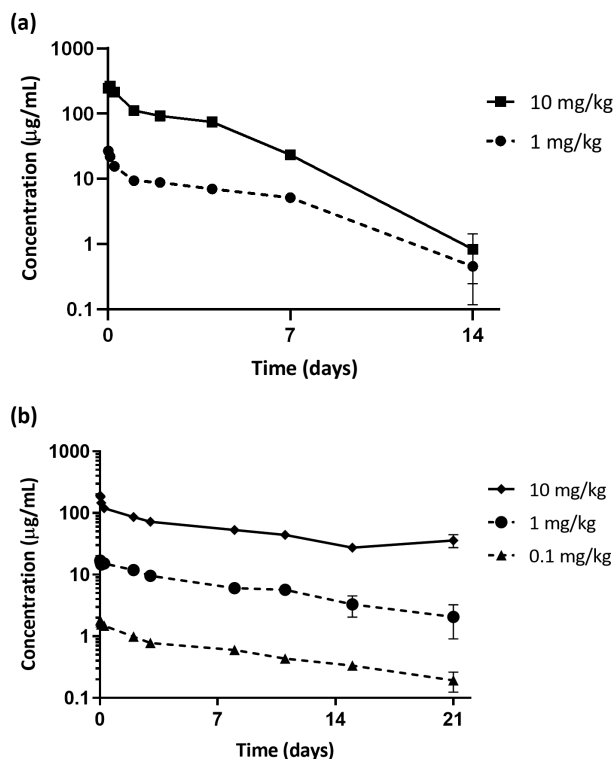 (a)
1000
100
10
1
0.1
Concentration (μg/mL)
0
7
14
Time (days)
10 mg/kg
1 mg/kg
(b)
1000
100
10
1
0.1
Concentration (μg/mL)
0
7
14
21
Time (days)
10 mg/kg
1 mg/kg
0.1 mg/kg